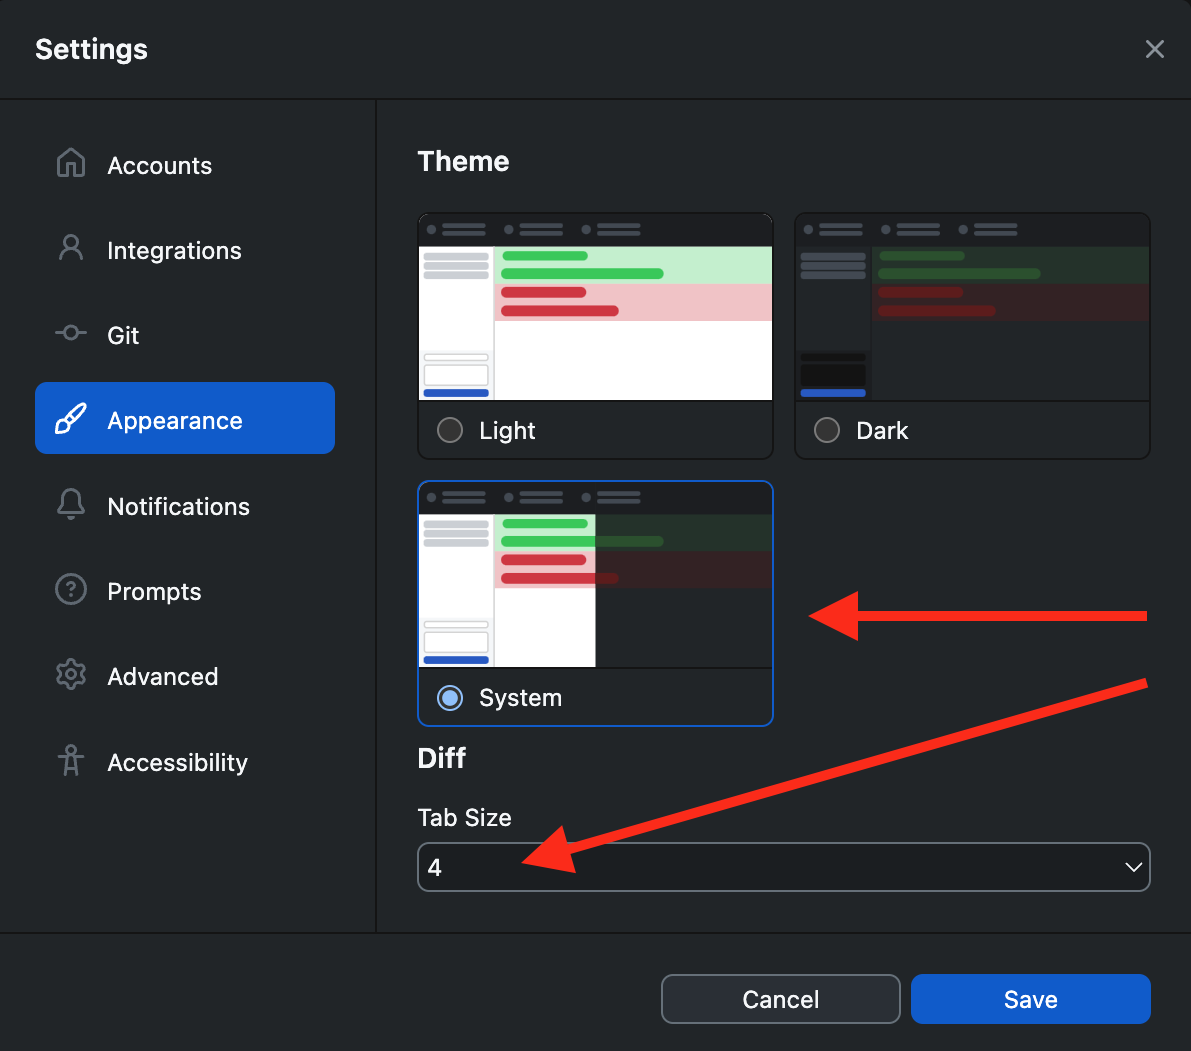 Settings
Accounts
Integrations
Git
Appearance
Notifications
Prompts
Advanced
Accessibility
Theme
Light
Dark
System
Diff
Tab Size
4
Cancel
Save